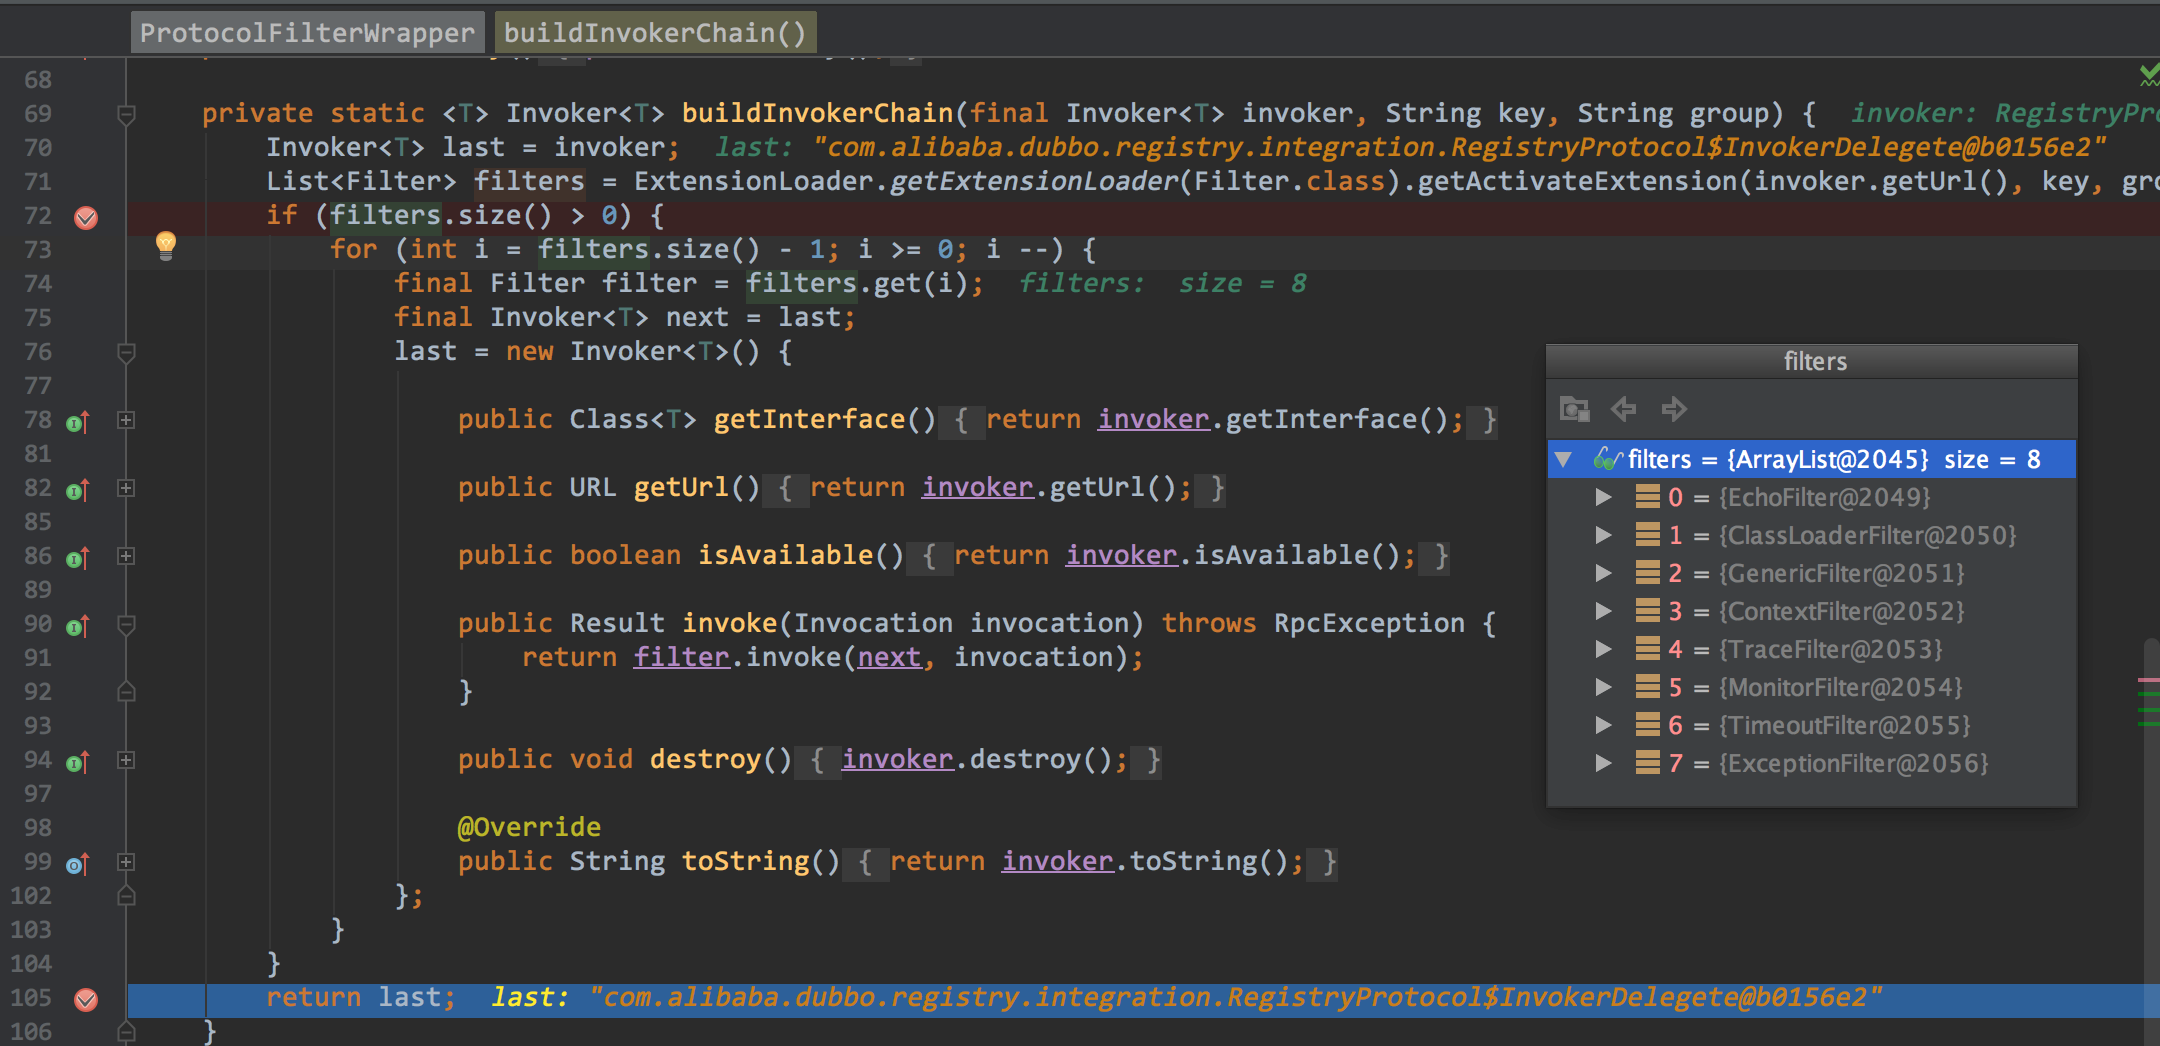 ProtocolFilterWrapper buildInvokerChain()
68
69 private static <T> Invoker<T> buildInvokerChain(final Invoker<T> invoker, String key, String group) { invoker: RegistryPr
70 Invoker<T> last = invoker; last: "com.alibaba.dubbo.registry.integration.RegistryProtocol$InvokerDelegete@b0156e2"
71 List<Filter> filters = ExtensionLoader.getExtensionLoader(Filter.class).getActivateExtension(invoker.getUrl(), key, gr
72 if (filters.size() > 0) {
73 for (int i = filters.size() - 1; i >= 0; i --) {
74 final Filter filter = filters.get(i); filters: size = 8
75 final Invoker<T> next = last;
76 last = new Invoker<T>() {
77
78 public Class<T> getInterface() { return invoker.getInterface(); }
81
82 public URL getUrl() { return invoker.getUrl(); }
85
86 public boolean isAvailable() { return invoker.isAvailable(); }
89
90 public Result invoke(Invocation invocation) throws RpcException {
91 return filter.invoke(next, invocation);
92 }
93
94 public void destroy() { invoker.destroy(); }
97
98 @Override
99 public String toString() { return invoker.toString(); }
102 };
103 }
104 }
105 return last; last: "com.alibaba.dubbo.registry.integration.RegistryProtocol$InvokerDelegete@b0156e2"
106 }
filters
filters = {ArrayList@2045} size = 8
0 = {EchoFilter@2049}
1 = {ClassLoaderFilter@2050}
2 = {GenericFilter@2051}
3 = {ContextFilter@2052}
4 = {TraceFilter@2053}
5 = {MonitorFilter@2054}
6 = {TimeoutFilter@2055}
7 = {ExceptionFilter@2056}